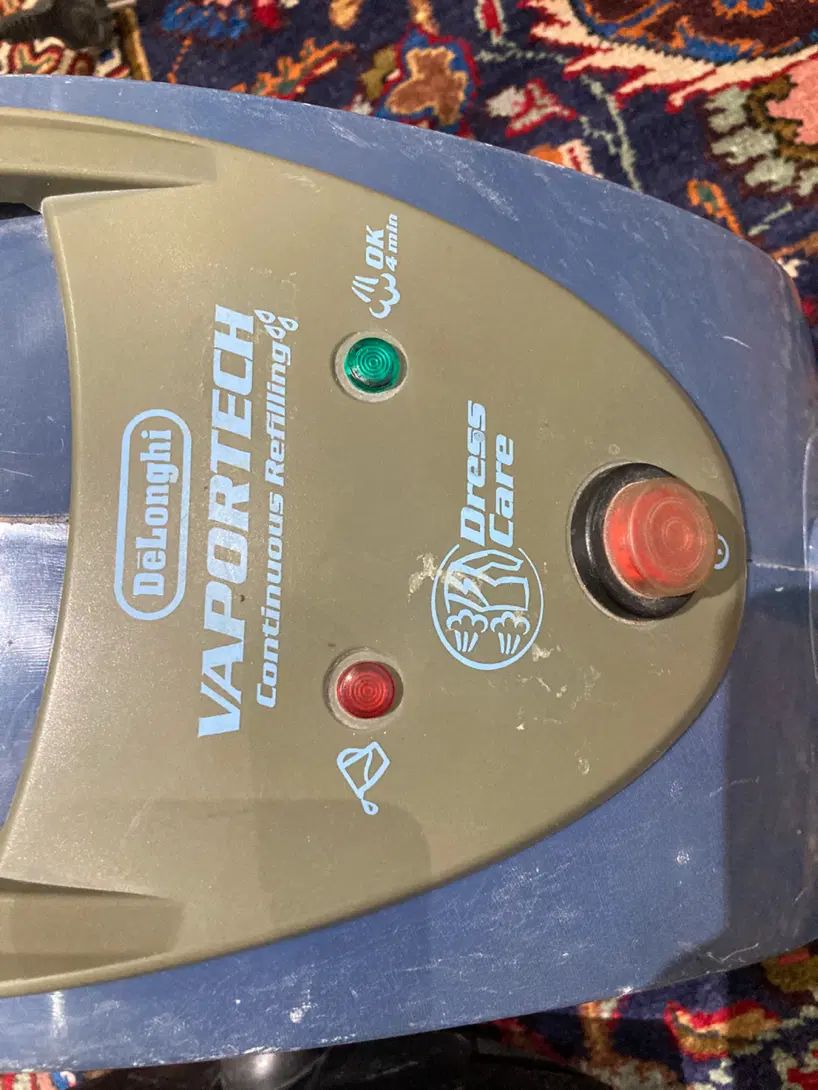 DeLonghi
VAPORTECH
Continuous Refilling
OK
4 min
Dress
Care